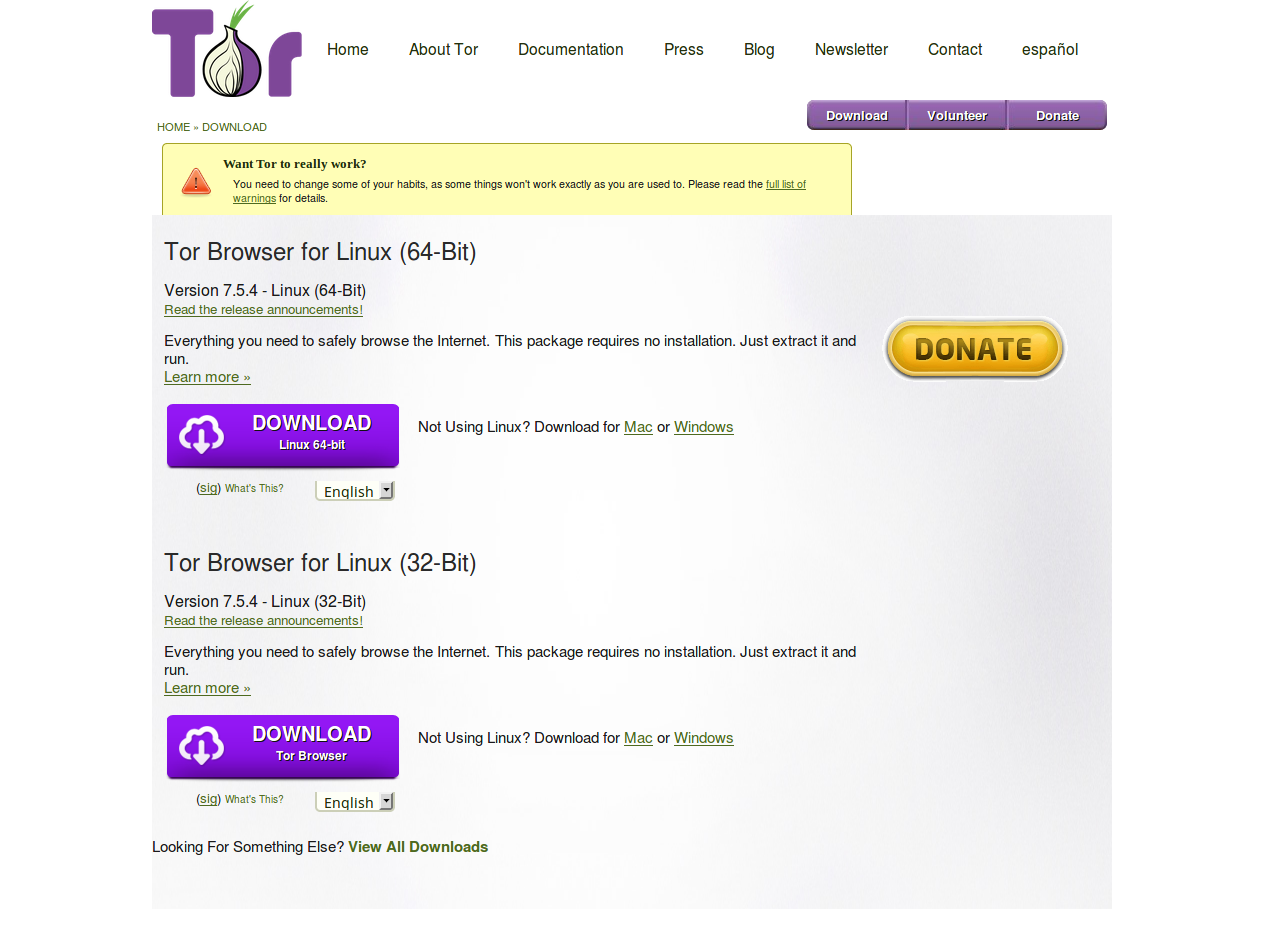 Tor
Home About Tor Documentation Press Blog Newsletter Contact español
Download Volunteer Donate
HOME » DOWNLOAD
Want Tor to really work?
You need to change some of your habits, as some things won't work exactly as you are used to. Please read the full list of
warnings for details.
Tor Browser for Linux (64-Bit)
Version 7.5.4 - Linux (64-Bit)
Read the release announcements!
Everything you need to safely browse the Internet. This package requires no installation. Just extract it and
run.
Learn more »
DONATE
DOWNLOAD
Linux 64-bit
Not Using Linux? Download for Mac or Windows
(sig) What's This? English
Tor Browser for Linux (32-Bit)
Version 7.5.4 - Linux (32-Bit)
Read the release announcements!
Everything you need to safely browse the Internet. This package requires no installation. Just extract it and
run.
Learn more »
DOWNLOAD
Tor Browser
Not Using Linux? Download for Mac or Windows
(sig) What's This? English
Looking For Something Else? View All Downloads